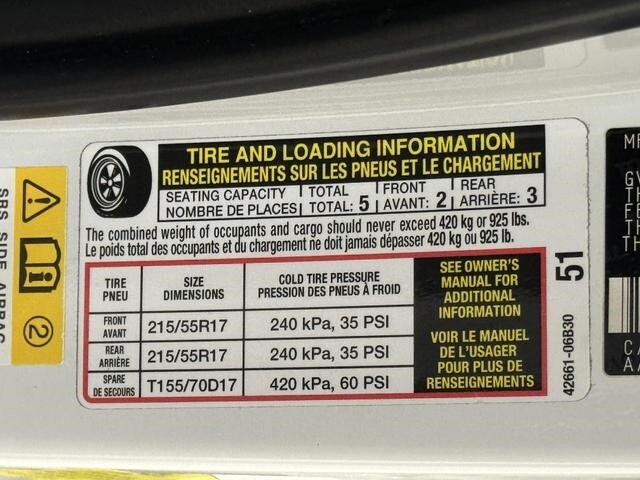 TIRE AND LOADING INFORMATION
RENSEIGNEMENTS SUR LES PNEUS ET LE CHARGEMENT
SEATING CAPACITY TOTAL FRONT REAR
NOMBRE DE PLACES TOTAL: 5 AVANT: 2 ARRIÈRE: 3
The combined weight of occupants and cargo should never exceed 420 kg or 925 lbs.
Le poids total des occupants et du chargement ne doit jamais dépasser 420 kg ou 925 lb.
TIRE
PNEU
SIZE
DIMENSIONS
COLD TIRE PRESSURE
PRESSION DES PNEUS À FROID
FRONT
AVANT
215/55R17
240 kPa, 35 PSI
REAR
ARRIÈRE
215/55R17
240 kPa, 35 PSI
SPARE
DE SECOURS
T155/70D17
420 kPa, 60 PSI
SEE OWNER'S
MANUAL FOR
ADDITIONAL
INFORMATION
VOIR LE MANUEL
DE L'USAGER
POUR PLUS DE
RENSEIGNEMENTS
51
42661-06B30
SRS SIDE AIRBAG
2